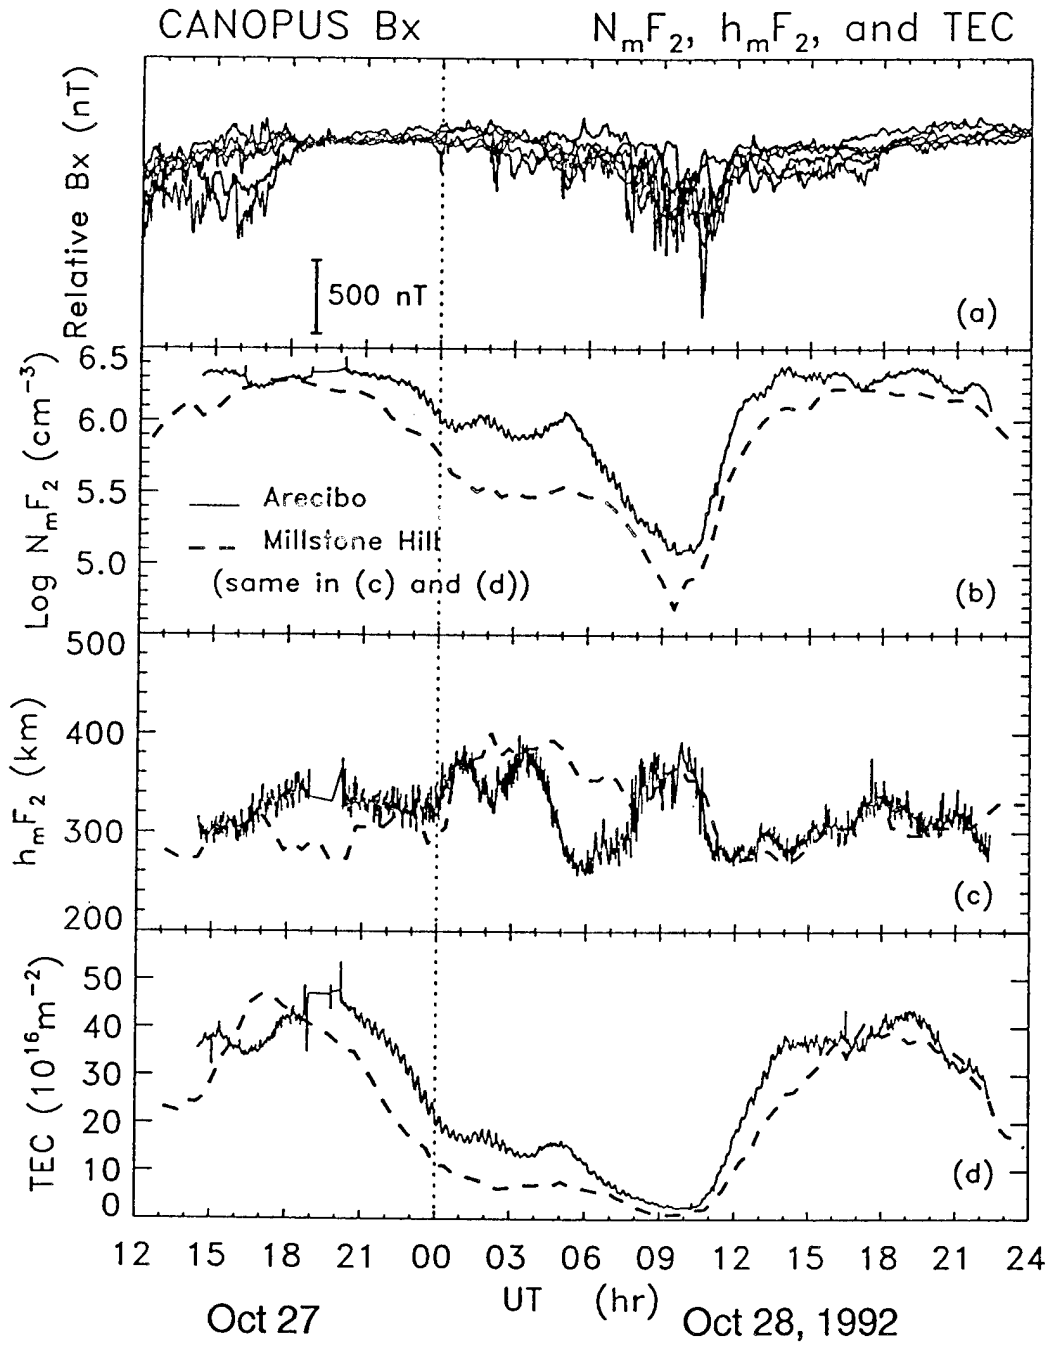 CANOPUS Bx
NmF2, hmF2, and TEC
Relative Bx (nT)
500 nT
(a)
Log NmF2 (cm⁻³)
6.5
6.0
5.5
5.0
Arecibo
Millstone Hill
(same in (c) and (d))
(b)
hmF2 (km)
500
400
300
200
(c)
TEC (10¹⁶m⁻²)
50
40
30
20
10
0
(d)
12 15 18 21 00 03 06 09 12 15 18 21 24
UT (hr)
Oct 27
Oct 28, 1992